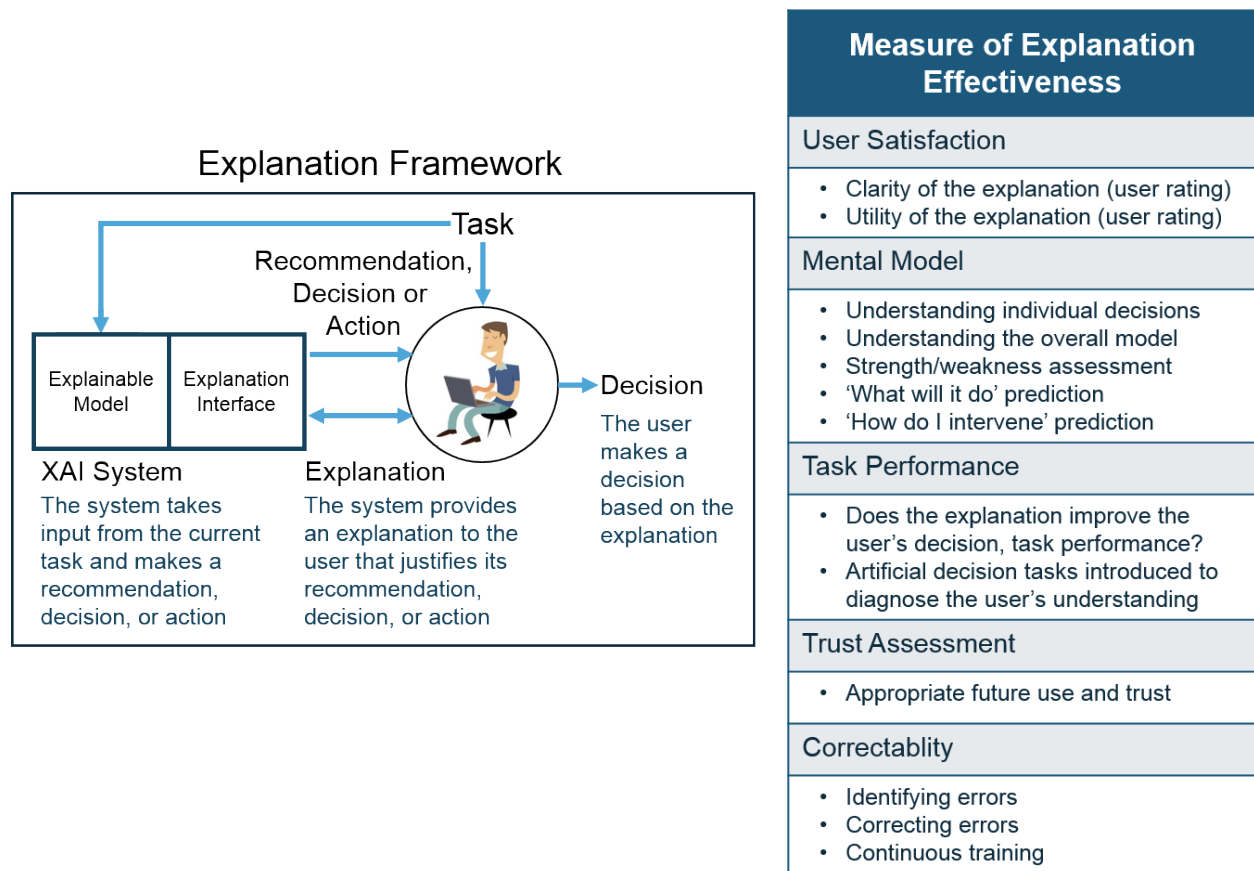 Explanation Framework
Task
Recommendation,
Decision or
Action
Explainable
Model
Explanation
Interface
XAI System
The system takes
input from the current
task and makes a
recommendation,
decision, or action
Explanation
The system provides
an explanation to the
user that justifies its
recommendation,
decision, or action
Decision
The user
makes a
decision
based on the
explanation
Measure of Explanation
Effectiveness
User Satisfaction
• Clarity of the explanation (user rating)
• Utility of the explanation (user rating)
Mental Model
• Understanding individual decisions
• Understanding the overall model
• Strength/weakness assessment
• ‘What will it do’ prediction
• ‘How do I intervene’ prediction
Task Performance
• Does the explanation improve the
user’s decision, task performance?
• Artificial decision tasks introduced to
diagnose the user’s understanding
Trust Assessment
• Appropriate future use and trust
Correctablity
• Identifying errors
• Correcting errors
• Continuous training